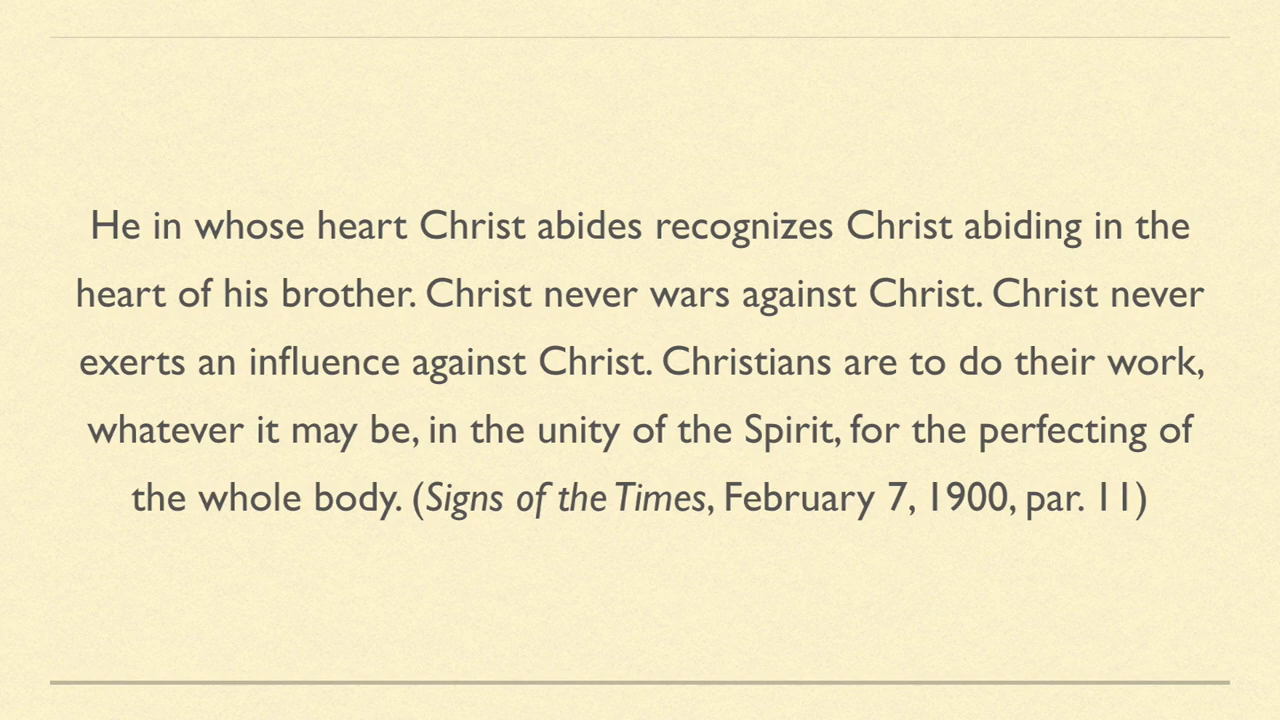 He in whose heart Christ abides recognizes Christ abiding in the
heart of his brother. Christ never wars against Christ. Christ never
exerts an influence against Christ. Christians are to do their work,
whatever it may be, in the unity of the Spirit, for the perfecting of
the whole body. (Signs of the Times, February 7, 1900, par. 11)